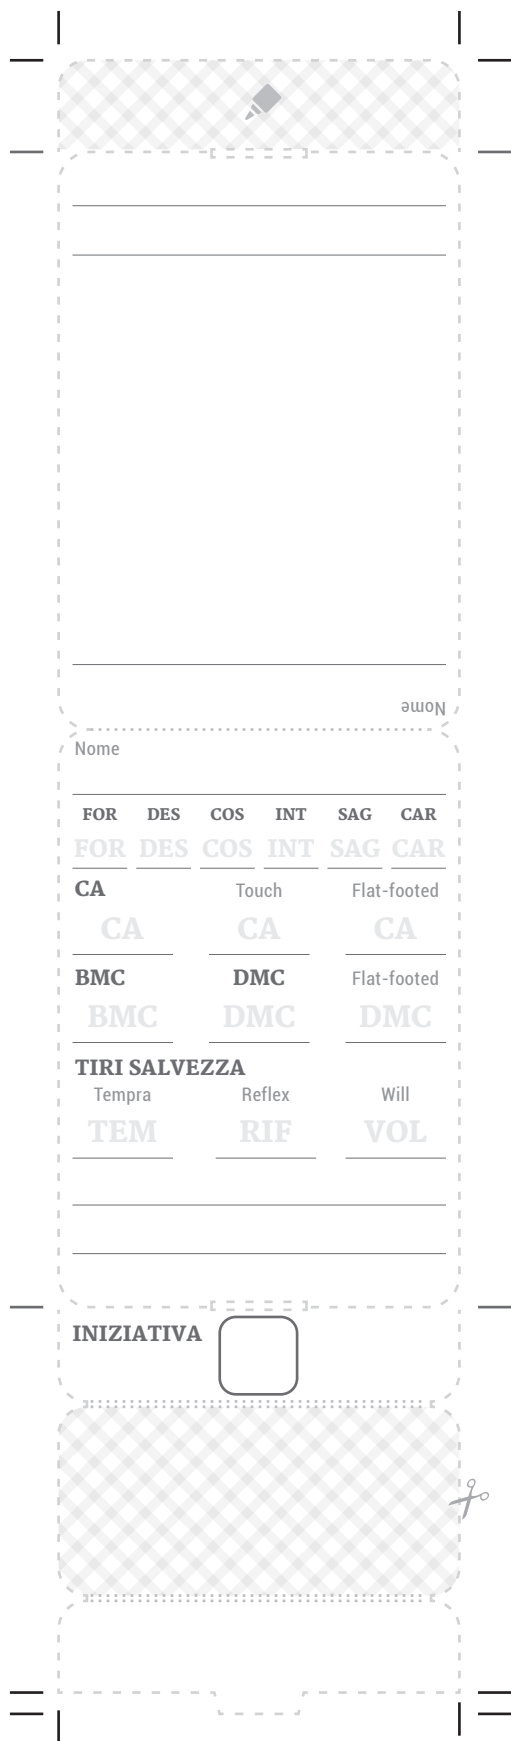 Nome
Nome
FOR DES COS INT SAG CAR
FOR DES COS INT SAG CAR
CA Touch Flat-footed
CA CA CA
BMC DMC Flat-footed
BMC DMC DMC
TIRI SALVEZZA
Tempra Reflex Will
TEM RIF VOL
INIZIATIVA